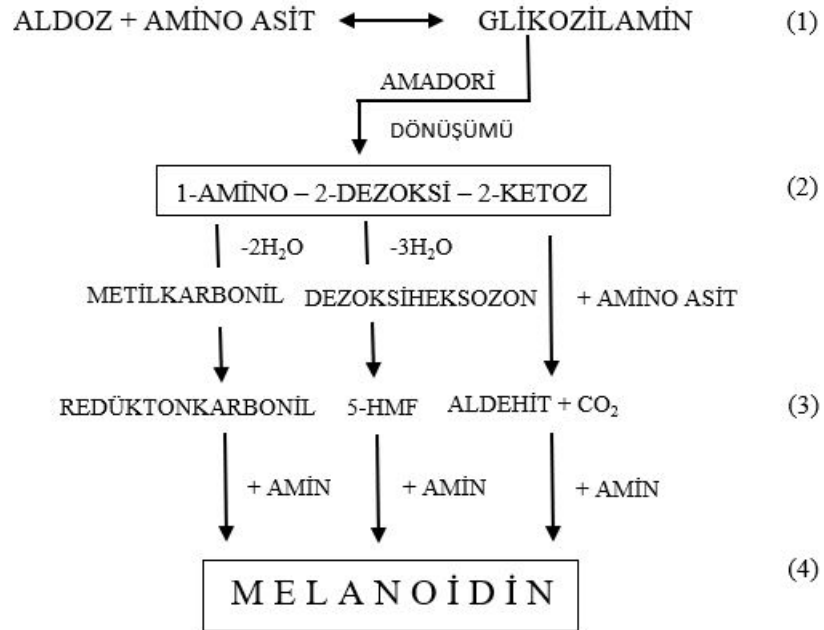 ALDOZ + AMİNO ASİT GLİKOZİLAMİN (1)
AMADORİ
DÖNÜŞÜMÜ
1-AMİNO – 2-DEZOKSİ – 2-KETOZ (2)
-2H₂O -3H₂O
METİLKARBONİL DEZOKSİHEKSOZON + AMİNO ASİT
REDÜKTONKARBONİL 5-HMF ALDEHİT + CO₂ (3)
+ AMİN + AMİN + AMİN
MELANOİDİN (4)